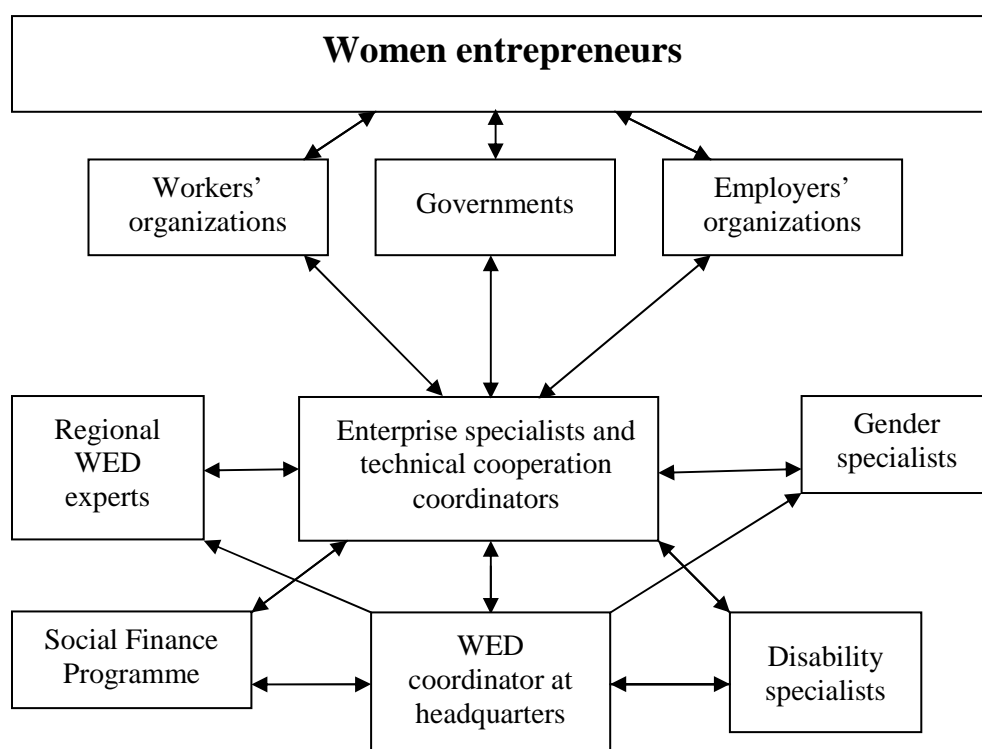 Women entrepreneurs
Workers’
organizations
Governments
Employers’
organizations
Regional
WED
experts
Enterprise specialists and
technical cooperation
coordinators
Gender
specialists
Social Finance
Programme
WED
coordinator at
headquarters
Disability
specialists